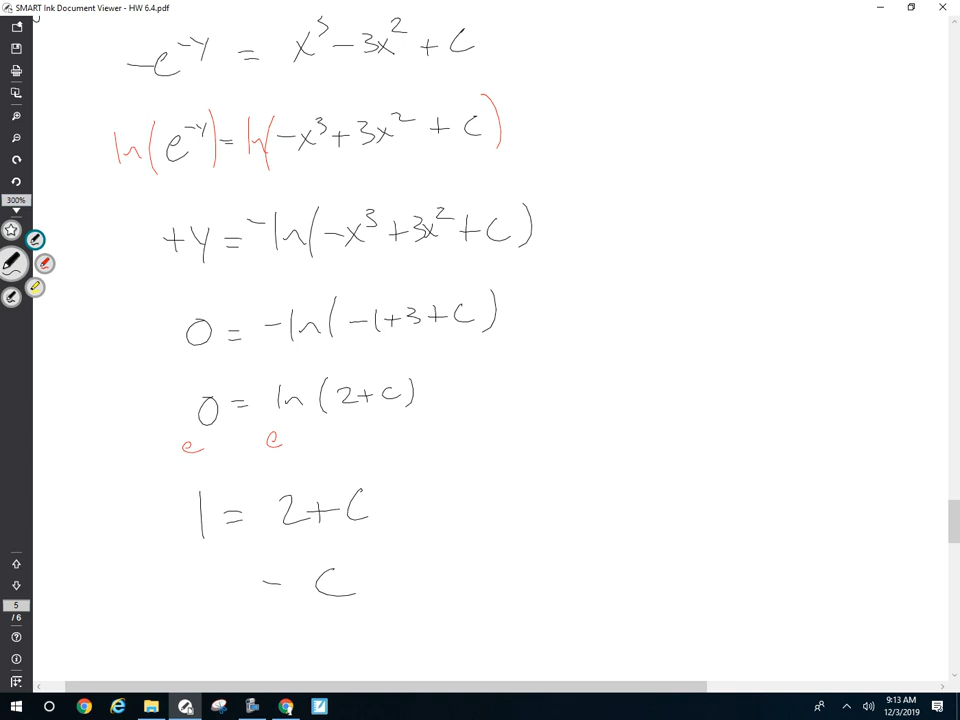 SMART Ink Document Viewer - HW 6.4.pdf
-e^-y = x^3 - 3x^2 + C
ln(e^-y) = ln(-x^3 + 3x^2 + C)
+y = -ln(-x^3 + 3x^2 + C)
0 = -ln(-1 + 3 + C)
0 = ln(2 + C)
e e
1 = 2 + C
- C
300%
5
/ 6
9:13 AM
12/3/2019